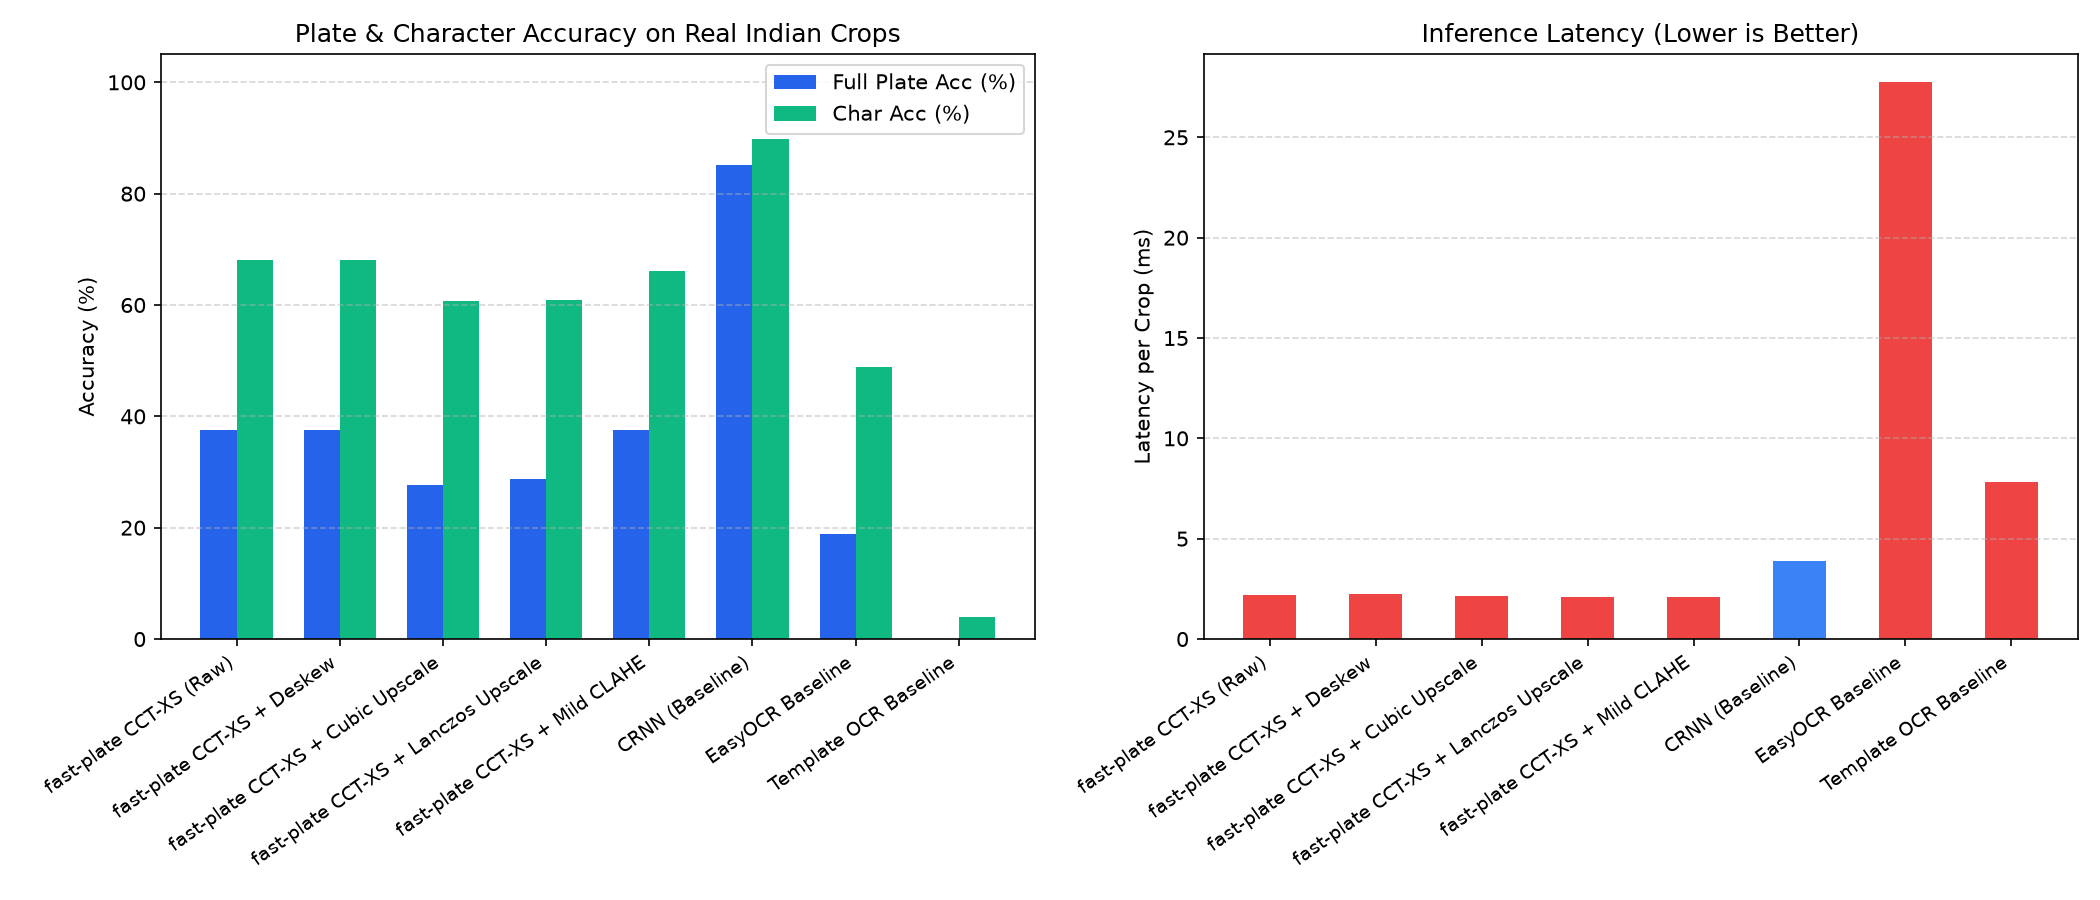 Plate & Character Accuracy on Real Indian Crops
Full Plate Acc (%)
Char Acc (%)
Accuracy (%)
100
80
60
40
20
0
fast-plate CCT-XS (Raw)
fast-plate CCT-XS + Deskew
fast-plate CCT-XS + Cubic Upscale
fast-plate CCT-XS + Lanczos Upscale
fast-plate CCT-XS + Mild CLAHE
CRNN (Baseline)
EasyOCR Baseline
Template OCR Baseline
Inference Latency (Lower is Better)
Latency per Crop (ms)
25
20
15
10
5
0
fast-plate CCT-XS (Raw)
fast-plate CCT-XS + Deskew
fast-plate CCT-XS + Cubic Upscale
fast-plate CCT-XS + Lanczos Upscale
fast-plate CCT-XS + Mild CLAHE
CRNN (Baseline)
EasyOCR Baseline
Template OCR Baseline